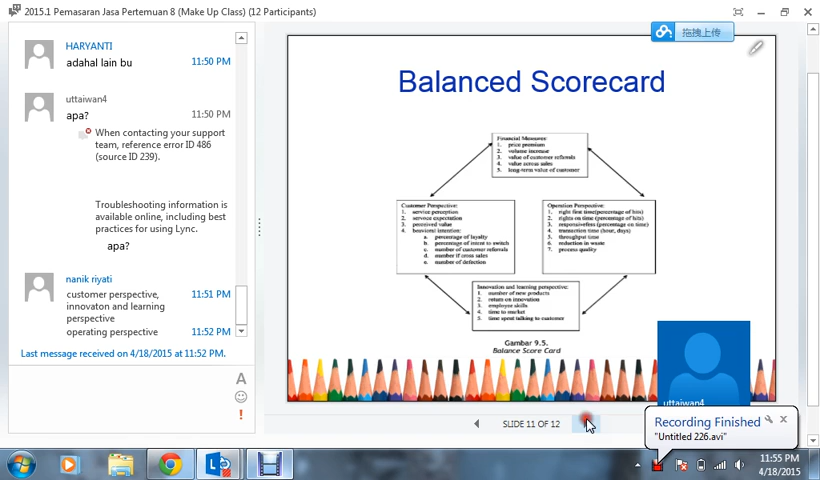 2015.1 Pemasaran Jasa Pertemuan 8 (Make Up Class) (12 Participants)
HARYANTI
adahal lain bu 11:50 PM
uttaiwan4 11:50 PM
apa?
When contacting your support
team, reference error ID 486
(source ID 239).
Troubleshooting information is
available online, including best
practices for using Lync.
apa?
nanik riyati
customer perspective, 11:51 PM
innovaton and learning
perspective
operating perspective 11:52 PM
Last message received on 4/18/2015 at 11:52 PM.
A
拖拽上传
Balanced Scorecard
Financial Measures:
1. price premium
2. volume increase
3. value of customer referrals
4. value across sales
5. long-term value of customer
Customer Perspective:
1. service perception
2. service expectation
3. perceived value
4. beavioral intention:
a. percentage of loyalty
b. percentage of intent to switch
c. number of customer referrals
d. number if cross sales
e. number of defection
Operation Perspective:
1. right first time(percentage of hits)
2. rights on time (percentage of hits)
3. responsifness (percentage on time)
4. transaction time (hour, days)
5. throughput time
6. reduction in waste
7. process quality
Innovation and learning perspective:
1. number of new products
2. return on innovation
3. employee skills
4. time to market
5. time spent talking to customer
Gambar 9.5.
Balance Score Card
uttaiwan4
SLIDE 11 OF 12
Recording Finished
"Untitled 226.avi"
11:55 PM
4/18/2015